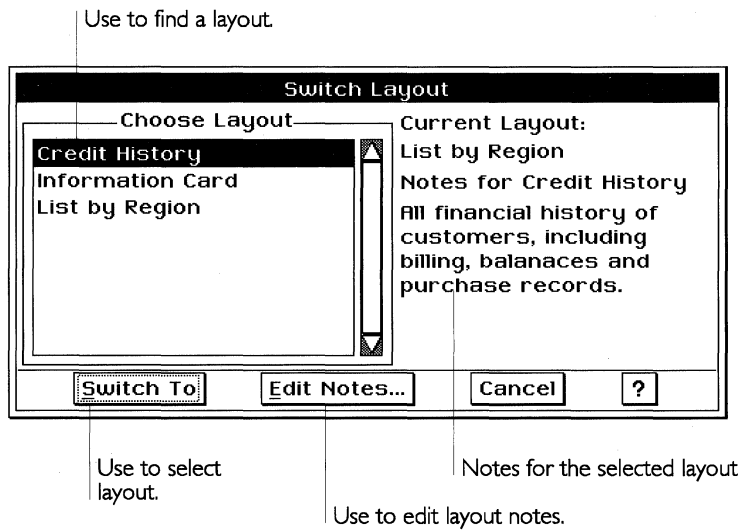 Use to find a layout.
Switch Layout
Choose Layout
Credit History
Information Card
List by Region
Current Layout:
List by Region
Notes for Credit History
All financial history of
customers, including
billing, balanaces and
purchase records.
Switch To
Edit Notes...
Cancel
?
Use to select
layout.
Notes for the selected layout
Use to edit layout notes.